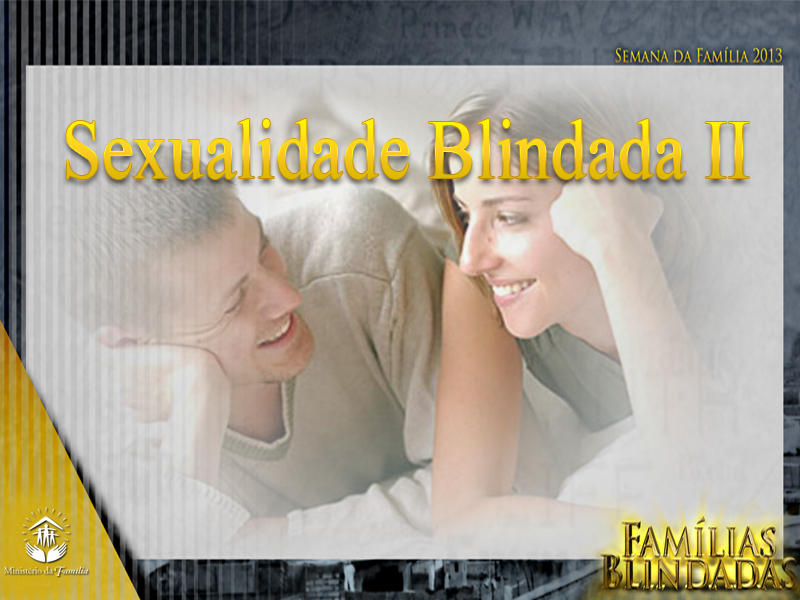 SEMANA DA FAMÍLIA 2013
Sexualidade Blindada II
Ministério da Família
FAMÍLIAS
BLINDADAS